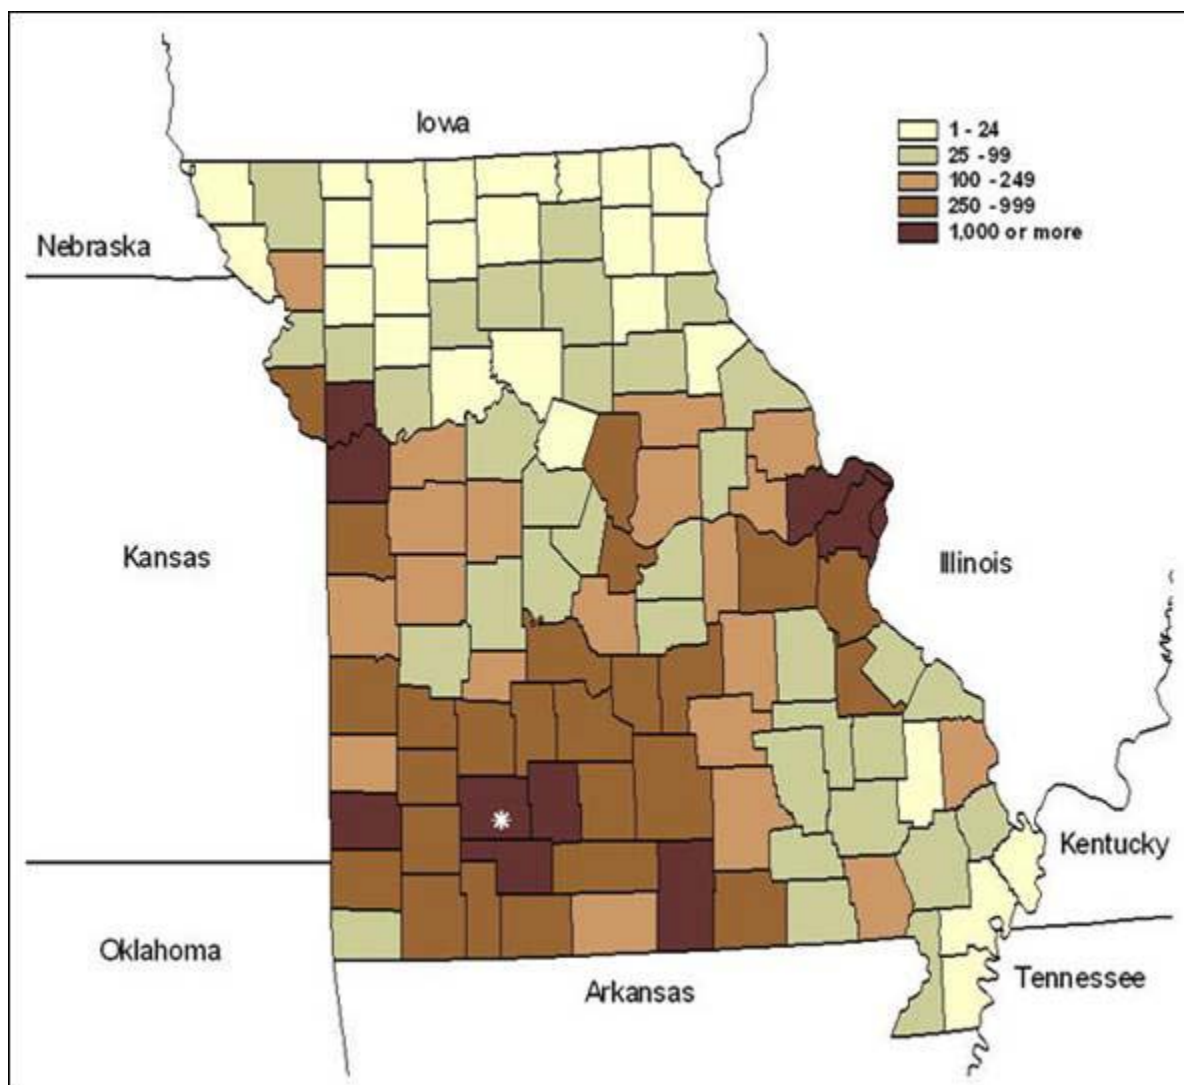 Iowa
1 - 24
25 - 99
100 - 249
250 - 999
1,000 or more
Nebraska
Kansas
Illinois
Kentucky
Oklahoma
Arkansas
Tennessee